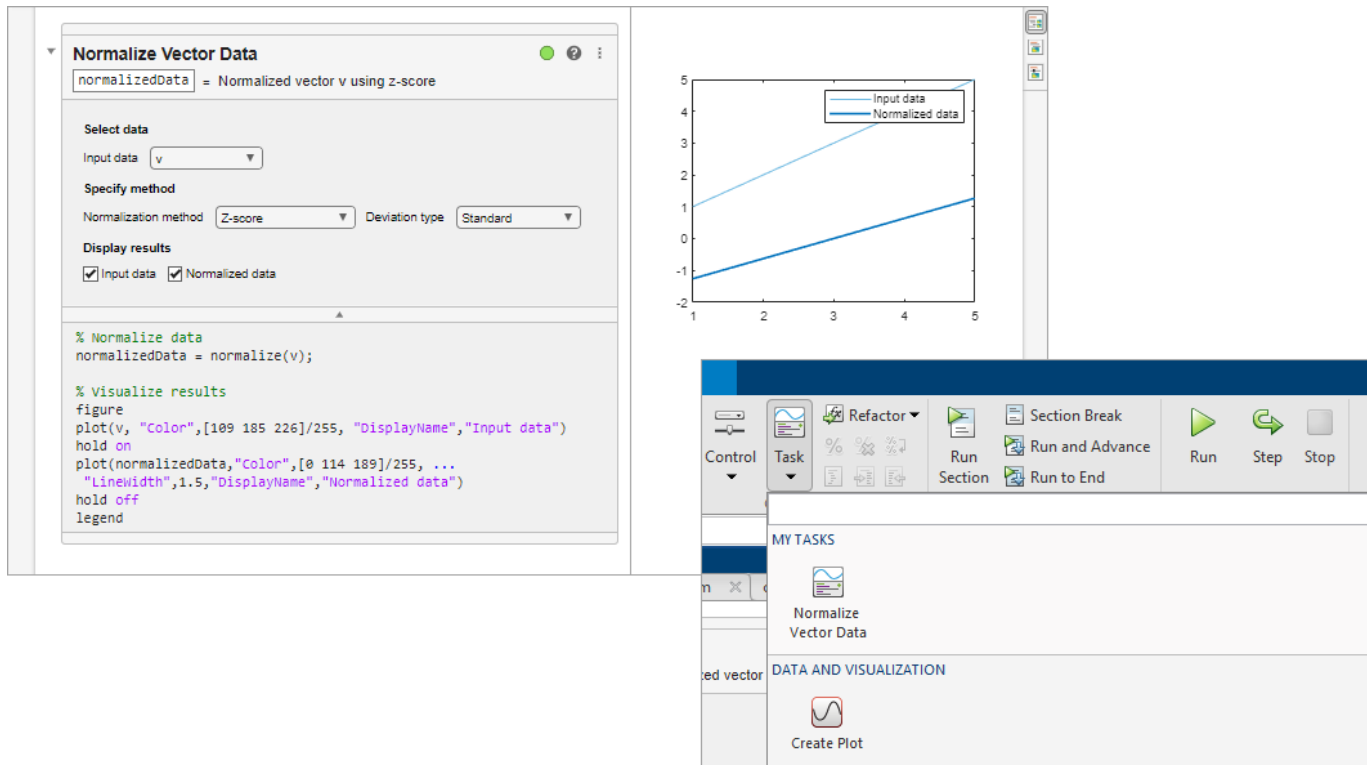 Normalize Vector Data
normalizedData = Normalized vector v using z-score
Select data
Input data v
Specify method
Normalization method Z-score Deviation type Standard
Display results
Input data Normalized data
% Normalize data
normalizedData = normalize(v);
% Visualize results
figure
plot(v, "Color",[109 185 226]/255, "DisplayName","Input data")
hold on
plot(normalizedData,"Color",[0 114 189]/255, ...
"LineWidth",1.5,"DisplayName","Normalized data")
hold off
legend
5
4
3
2
1
0
-1
-2
1 2 3 4 5
Input data
Normalized data
Control
Task
Refactor
Run
Section
Section Break
Run and Advance
Run to End
Run
Step
Stop
MY TASKS
Normalize
Vector Data
DATA AND VISUALIZATION
Create Plot
zed vector